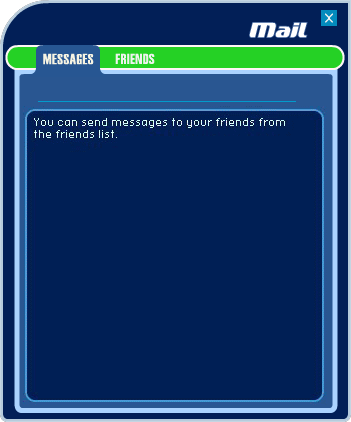 Mail
X
MESSAGES FRIENDS
You can send messages to your friends from
the friends list.